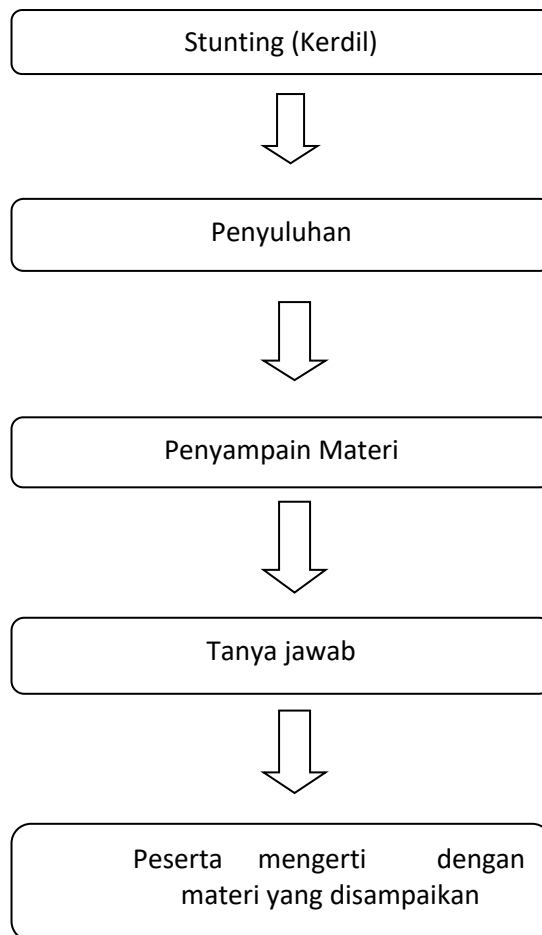 Stunting (Kerdil)
Penyuluhan
Penyampain Materi
Tanya jawab
Peserta mengerti dengan
materi yang disampaikan